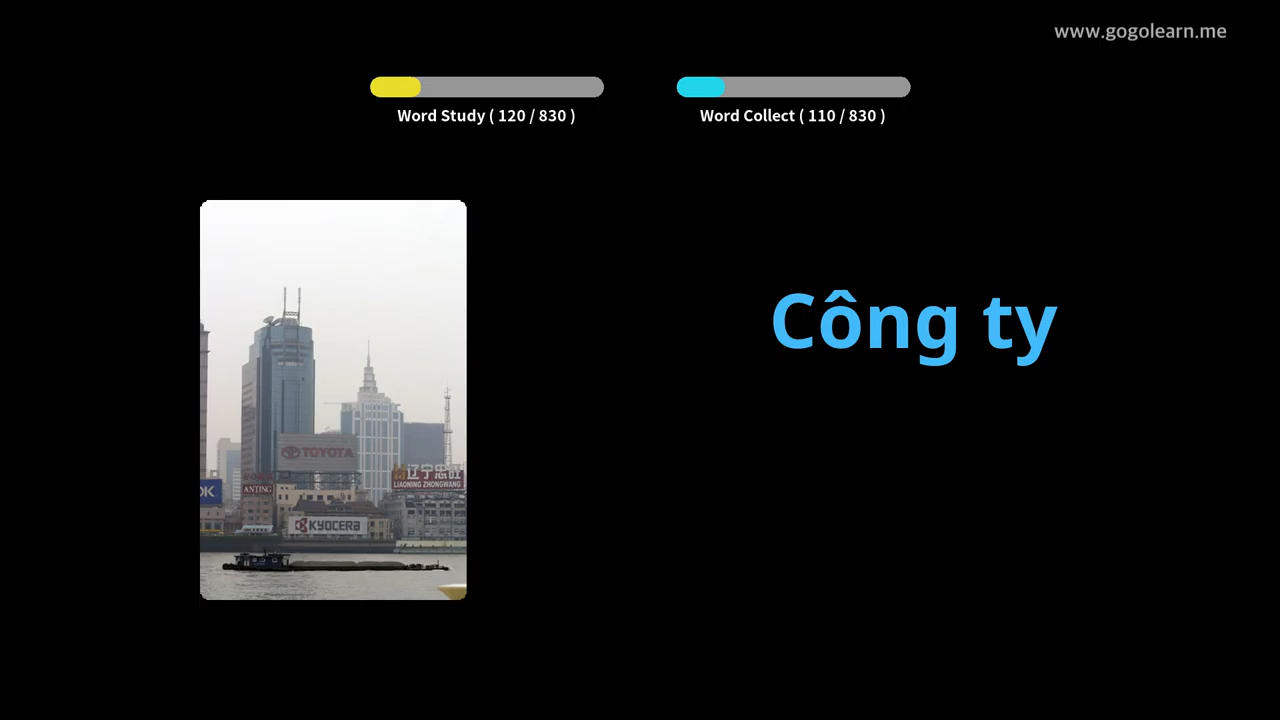 www.gogolearn.me
Word Study ( 120 / 830 )
Word Collect ( 110 / 830 )
Công ty
TOYOTA
辽宁忠旺
LIAONING ZHONGWANG
OK
ANTING
KYOCERA